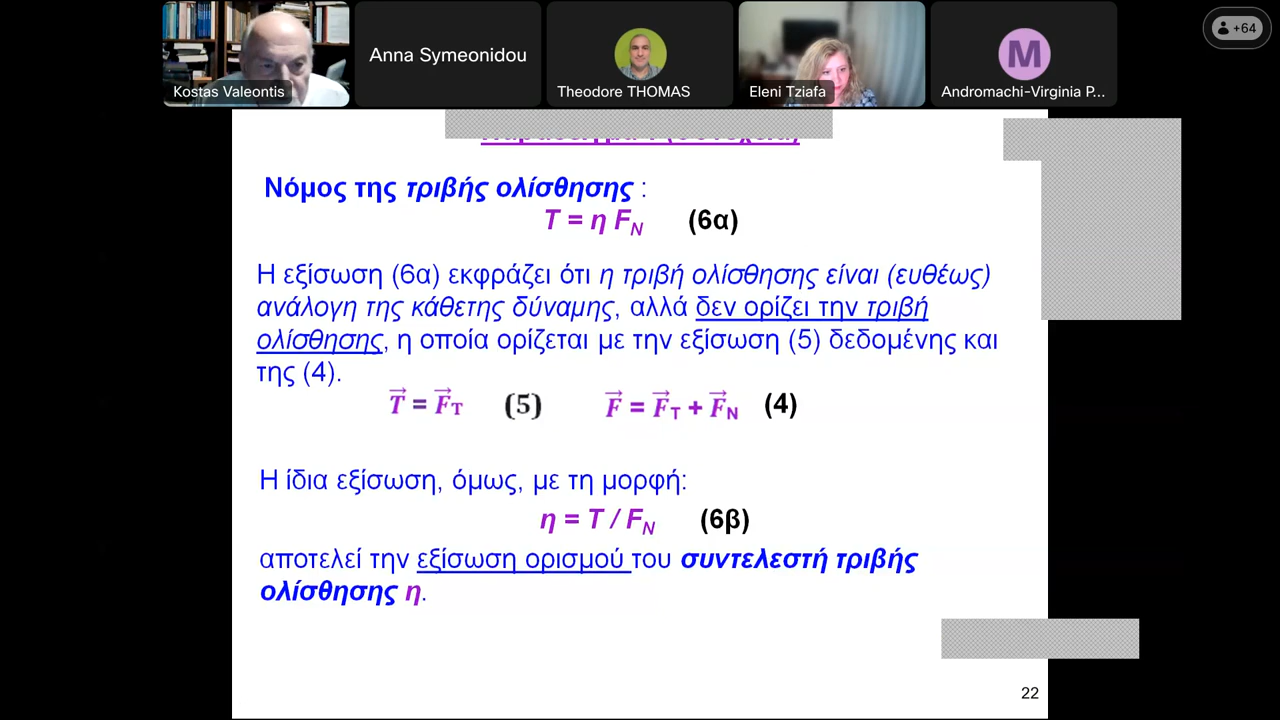 +64
Anna Symeonidou
Kostas Valeontis
Theodore THOMAS
Eleni Tziafa
M
Andromachi-Virginia P...
Νόμος της τριβής ολίσθησης :
T = η F_N (6α)
Η εξίσωση (6α) εκφράζει ότι η τριβή ολίσθησης είναι (ευθέως)
ανάλογη της κάθετης δύναμης, αλλά δεν ορίζει την τριβή
ολίσθησης, η οποία ορίζεται με την εξίσωση (5) δεδομένης και
της (4).
T⃗ = F⃗_T (5) F⃗ = F⃗_T + F⃗_N (4)
Η ίδια εξίσωση, όμως, με τη μορφή:
η = T / F_N (6β)
αποτελεί την εξίσωση ορισμού του συντελεστή τριβής
ολίσθησης η.
22